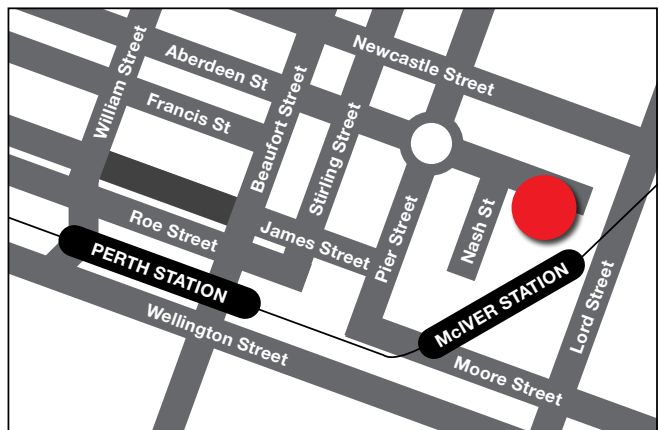 Newcastle Street
Aberdeen St
William Street
Francis St
Beaufort Street
Stirling Street
Pier Street
Nash St
James Street
Roe Street
PERTH STATION
McIVER STATION
Lord Street
Wellington Street
Moore Street